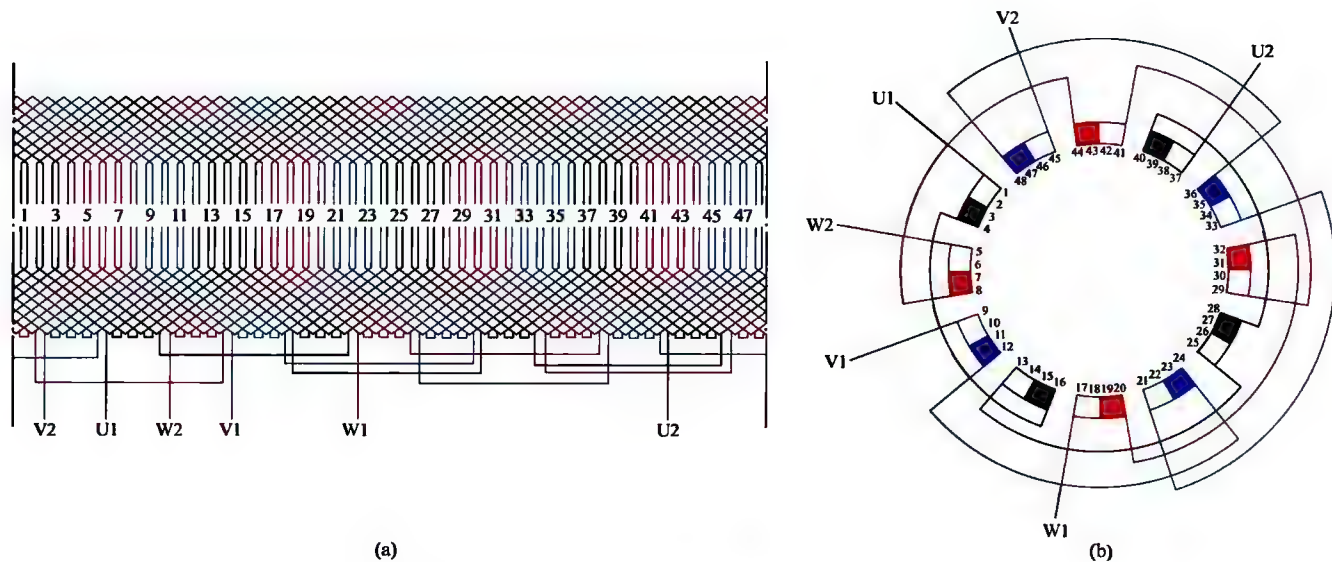 1 3 5 7 9 11 13 15 17 19 21 23 25 27 29 31 33 35 37 39 41 43 45 47
V2 U1 W2 V1 W1 U2
(a)
V2
U2
U1
W2
V1
W1
44 43 42 41
40 39 38 37
36 35 34 33
32 31 30 29
28 27 26 25
24 23 22 21
20 19 18 17
16 15 14 13
12 11 10 9
8 7 6 5
4 3 2 1
48 47 46 45
(b)